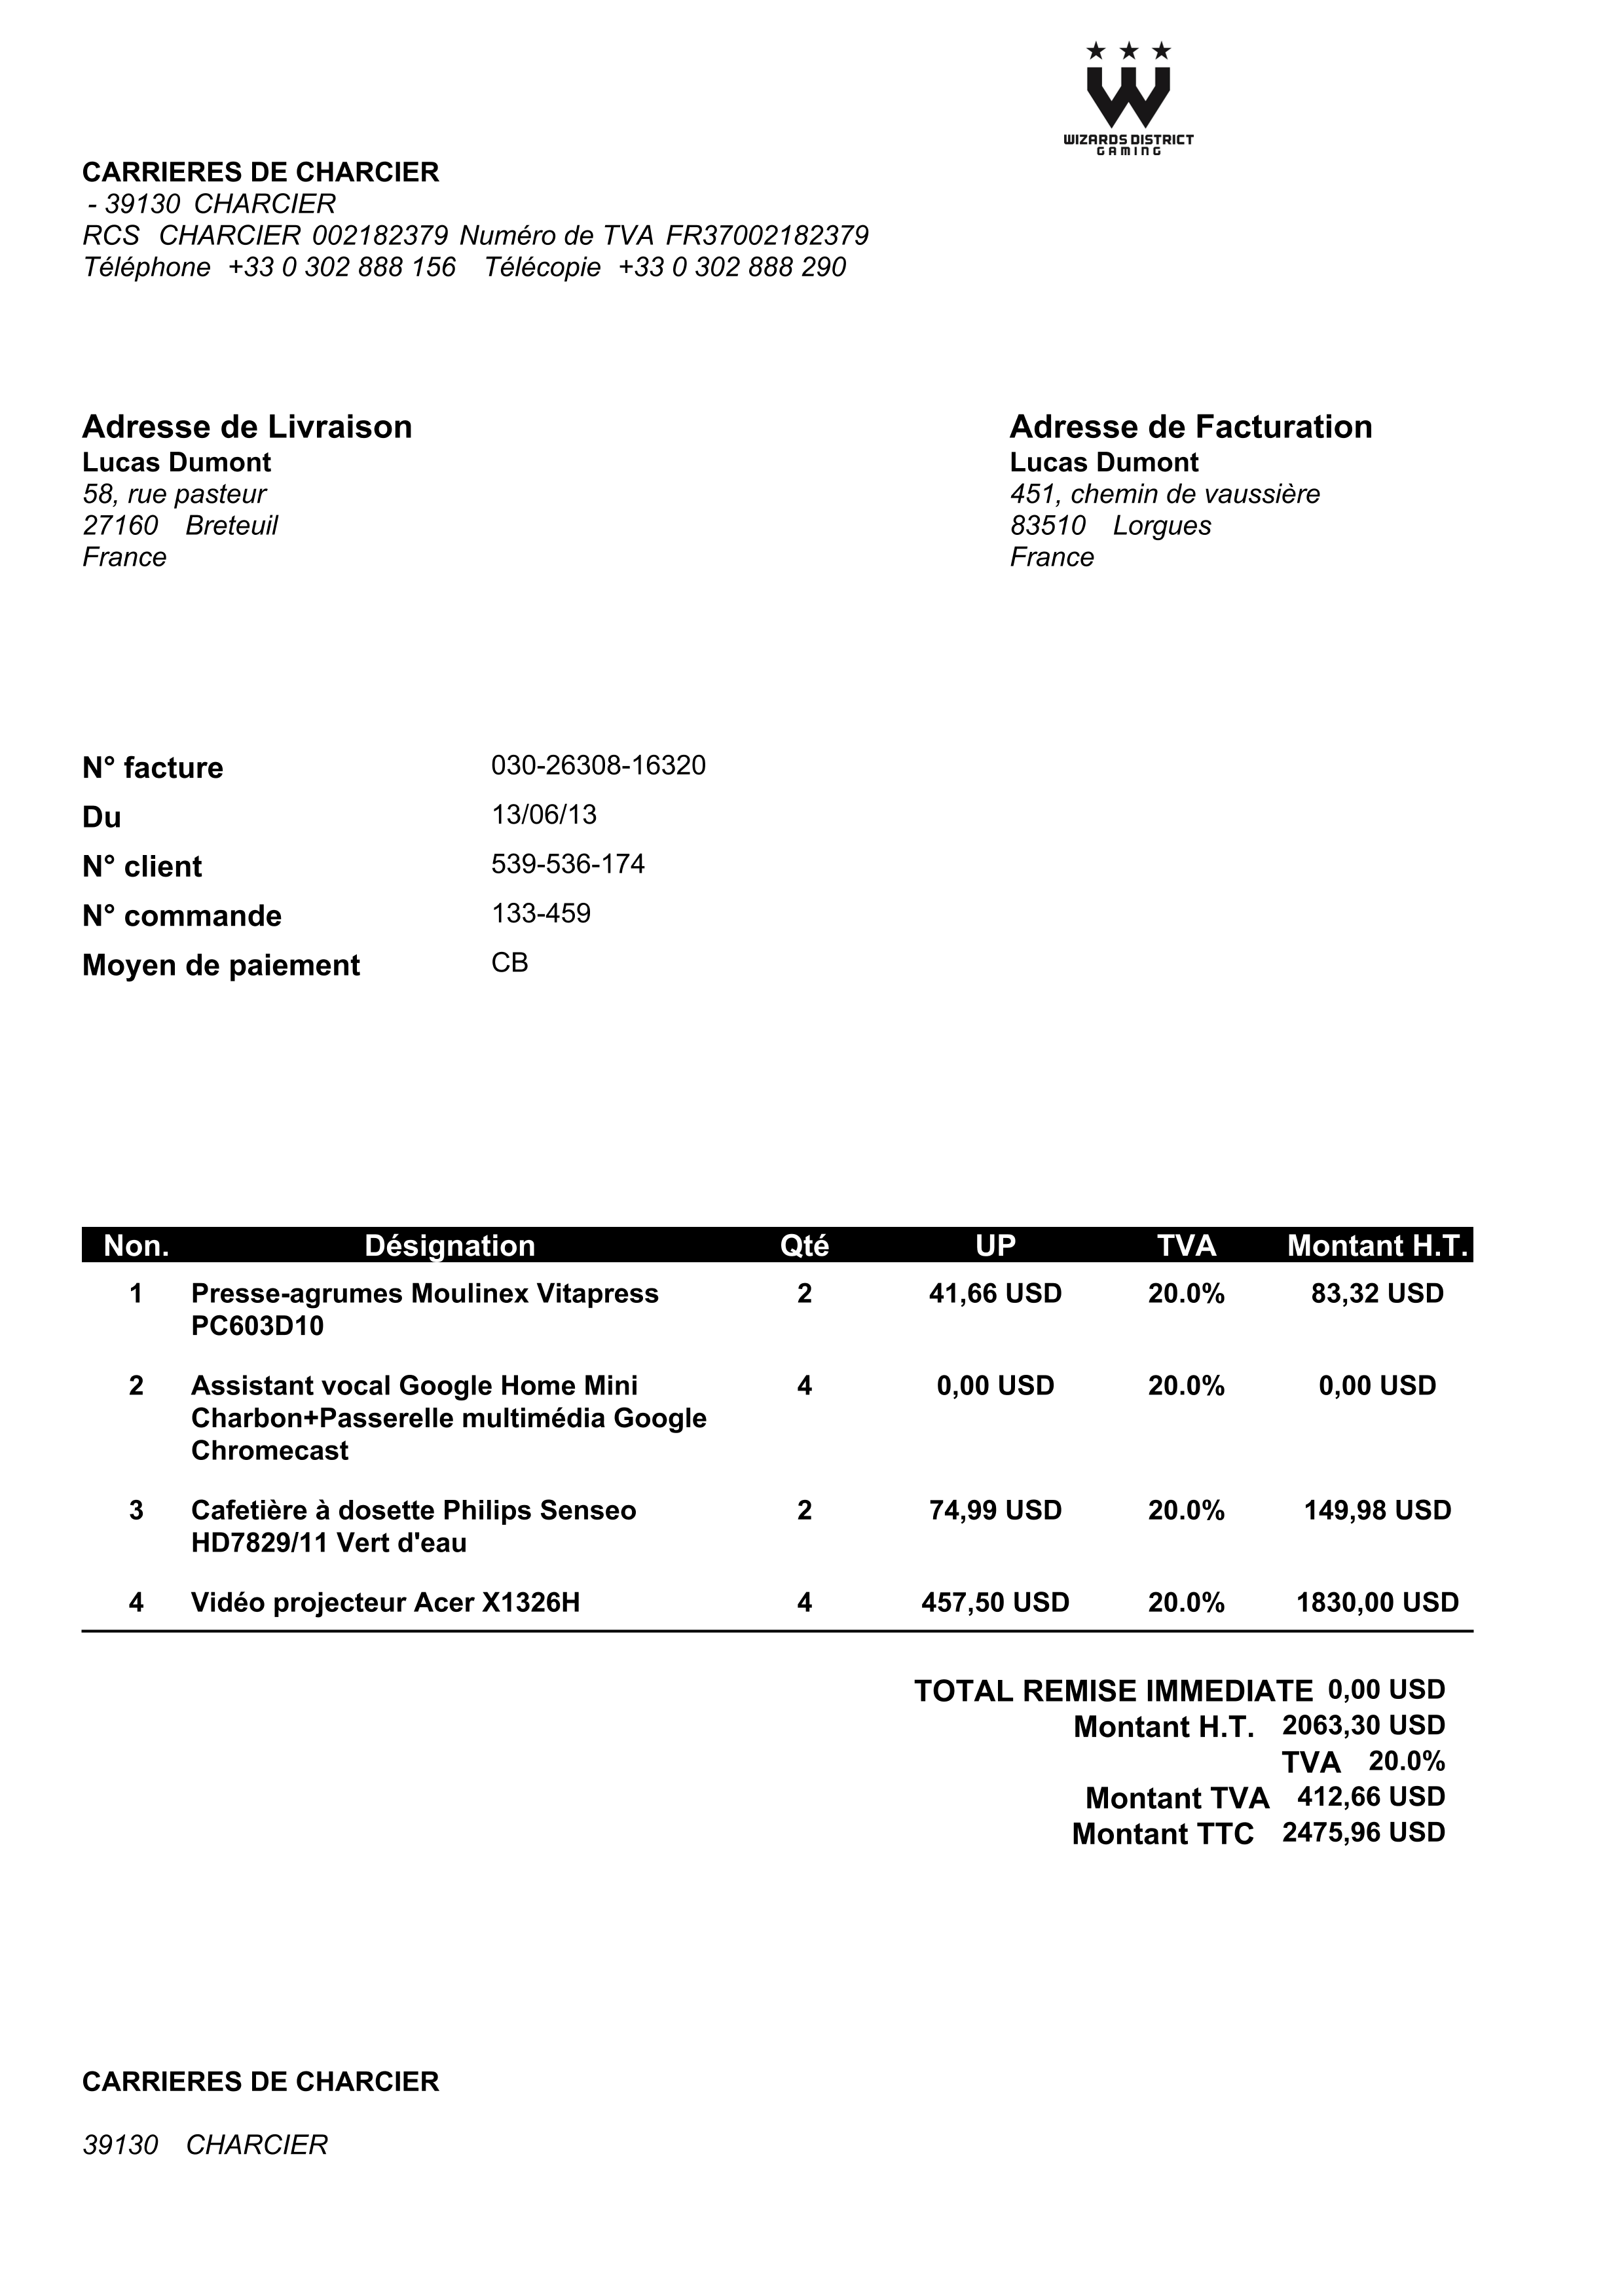 WIZARDS DISTRICT
GAMING
CARRIERES DE CHARCIER
- 39130 CHARCIER
RCS CHARCIER 002182379 Numéro de TVA FR37002182379
Téléphone +33 0 302 888 156 Télécopie +33 0 302 888 290
Adresse de Livraison
Lucas Dumont
58, rue pasteur
27160 Breteuil
France
Adresse de Facturation
Lucas Dumont
451, chemin de vaussière
83510 Lorgues
France
N° facture 030-26308-16320
Du 13/06/13
N° client 539-536-174
N° commande 133-459
Moyen de paiement CB
Non. Désignation Qté UP TVA Montant H.T.
1 Presse-agrumes Moulinex Vitapress 2 41,66 USD 20.0% 83,32 USD
PC603D10
2 Assistant vocal Google Home Mini 4 0,00 USD 20.0% 0,00 USD
Charbon+Passerelle multimédia Google
Chromecast
3 Cafetière à dosette Philips Senseo 2 74,99 USD 20.0% 149,98 USD
HD7829/11 Vert d'eau
4 Vidéo projecteur Acer X1326H 4 457,50 USD 20.0% 1830,00 USD
TOTAL REMISE IMMEDIATE 0,00 USD
Montant H.T. 2063,30 USD
TVA 20.0%
Montant TVA 412,66 USD
Montant TTC 2475,96 USD
CARRIERES DE CHARCIER
39130 CHARCIER